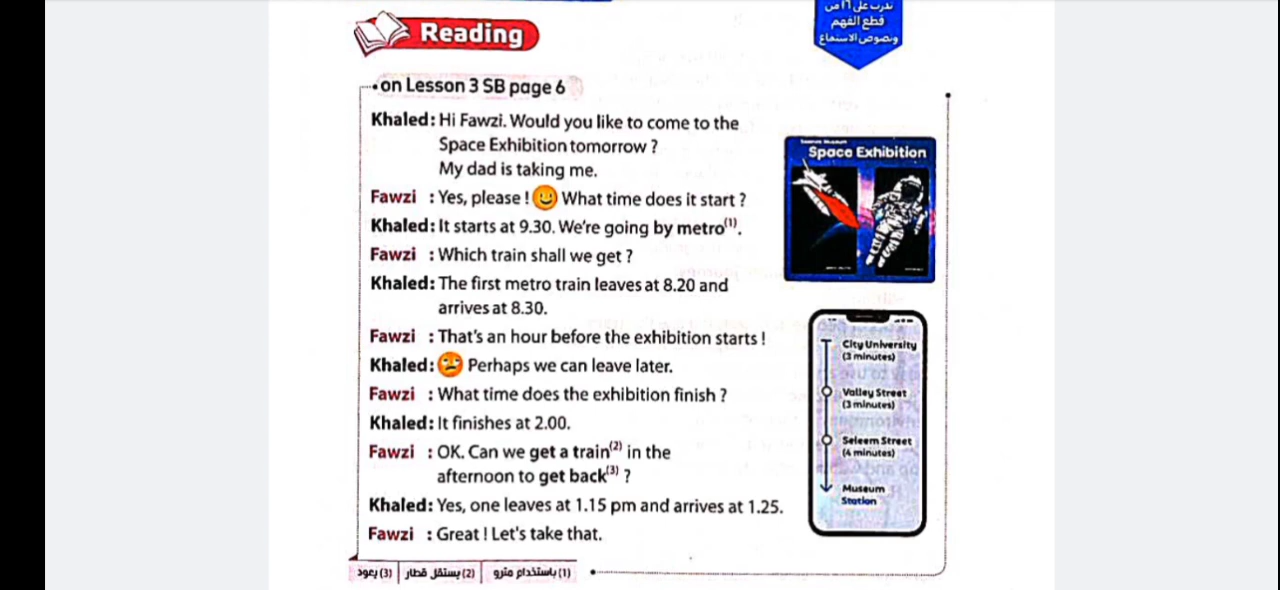 تدرب على ٢٦ من
قطع الفهم
ونصوص الاستماع
Reading
on Lesson 3 SB page 6
Khaled: Hi Fawzi. Would you like to come to the
Space Exhibition tomorrow ?
My dad is taking me.
Fawzi : Yes, please ! What time does it start ?
Khaled: It starts at 9.30. We're going by metro(1).
Fawzi : Which train shall we get ?
Khaled: The first metro train leaves at 8.20 and
arrives at 8.30.
Fawzi : That's an hour before the exhibition starts !
Khaled: Perhaps we can leave later.
Fawzi : What time does the exhibition finish ?
Khaled: It finishes at 2.00.
Fawzi : OK. Can we get a train(2) in the
afternoon to get back(3) ?
Khaled: Yes, one leaves at 1.15 pm and arrives at 1.25.
Fawzi : Great ! Let's take that.
Space Exhibition
City University
(3 minutes)
Valley Street
(3 minutes)
Seleem Street
(4 minutes)
Museum
Station
(1) باستخدام مترو
(2) يستقل قطار
(3) يعود